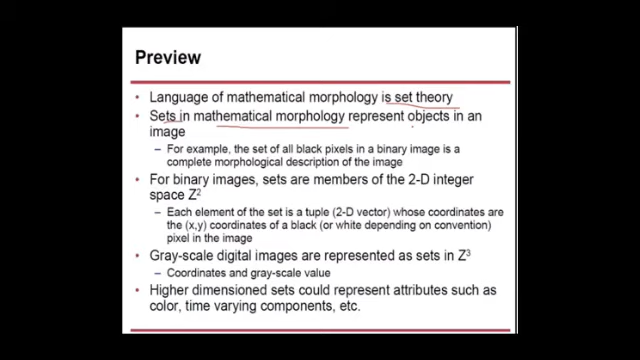 Preview
• Language of mathematical morphology is set theory
• Sets in mathematical morphology represent objects in an
image
– For example, the set of all black pixels in a binary image is a
complete morphological description of the image
• For binary images, sets are members of the 2-D integer
space Z²
– Each element of the set is a tuple (2-D vector) whose coordinates are
the (x,y) coordinates of a black (or white depending on convention)
pixel in the image
• Gray-scale digital images are represented as sets in Z³
– Coordinates and gray-scale value
• Higher dimensioned sets could represent attributes such as
color, time varying components, etc.